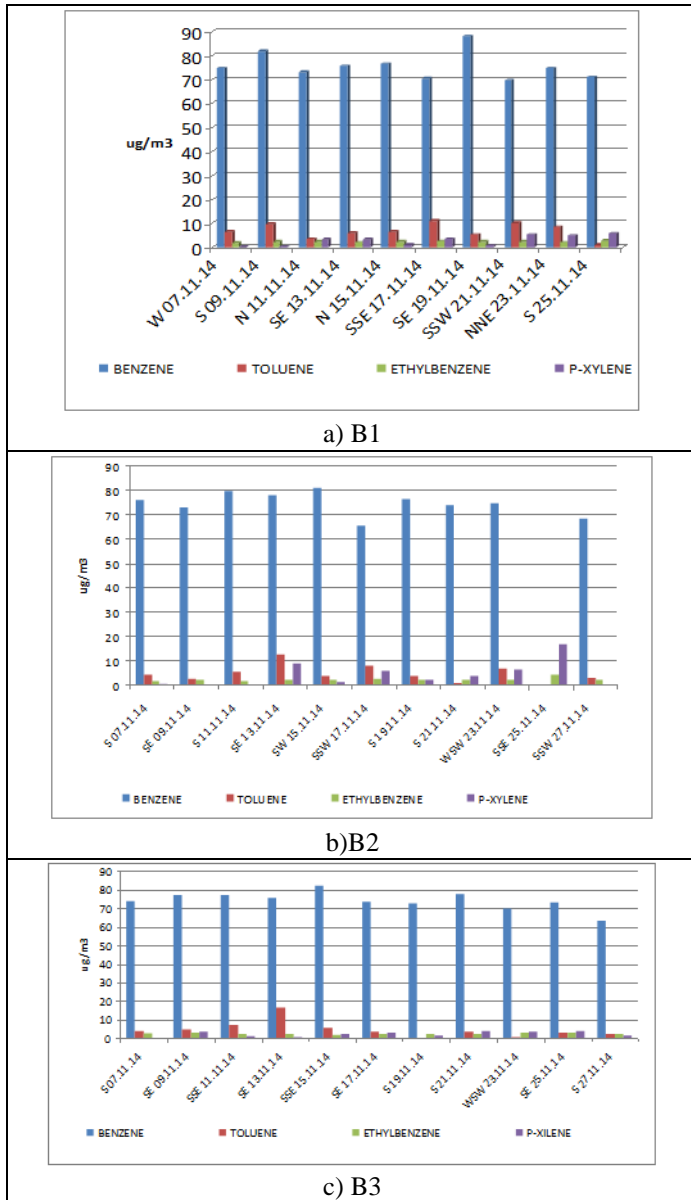 90
80
70
60
50
40
30
20
10
0
ug/m3
W 07.11.14
S 09.11.14
N 11.11.14
SE 13.11.14
N 15.11.14
SSE 17.11.14
SE 19.11.14
SSW 21.11.14
NNE 23.11.14
S 25.11.14
BENZENE TOLUENE ETHYLBENZENE P-XYLENE
a) B1
90
80
70
60
50
40
30
20
10
0
ug/m3
S 07.11.14
SE 09.11.14
S 11.11.14
SE 13.11.14
SW 15.11.14
SSW 17.11.14
S 19.11.14
S 21.11.14
WSW 23.11.14
SSE 25.11.14
SSW 27.11.14
BENZENE TOLUENE ETHYLBENZENE P-XYLENE
b)B2
90
80
70
60
50
40
30
20
10
0
ug/m3
S 07.11.14
SE 09.11.14
SSE 11.11.14
SE 13.11.14
SSE 15.11.14
SE 17.11.14
S 19.11.14
S 21.11.14
WSW 23.11.14
SE 25.11.14
S 27.11.14
BENZENE TOLUENE ETHYLBENZENE P-XILENE
c) B3